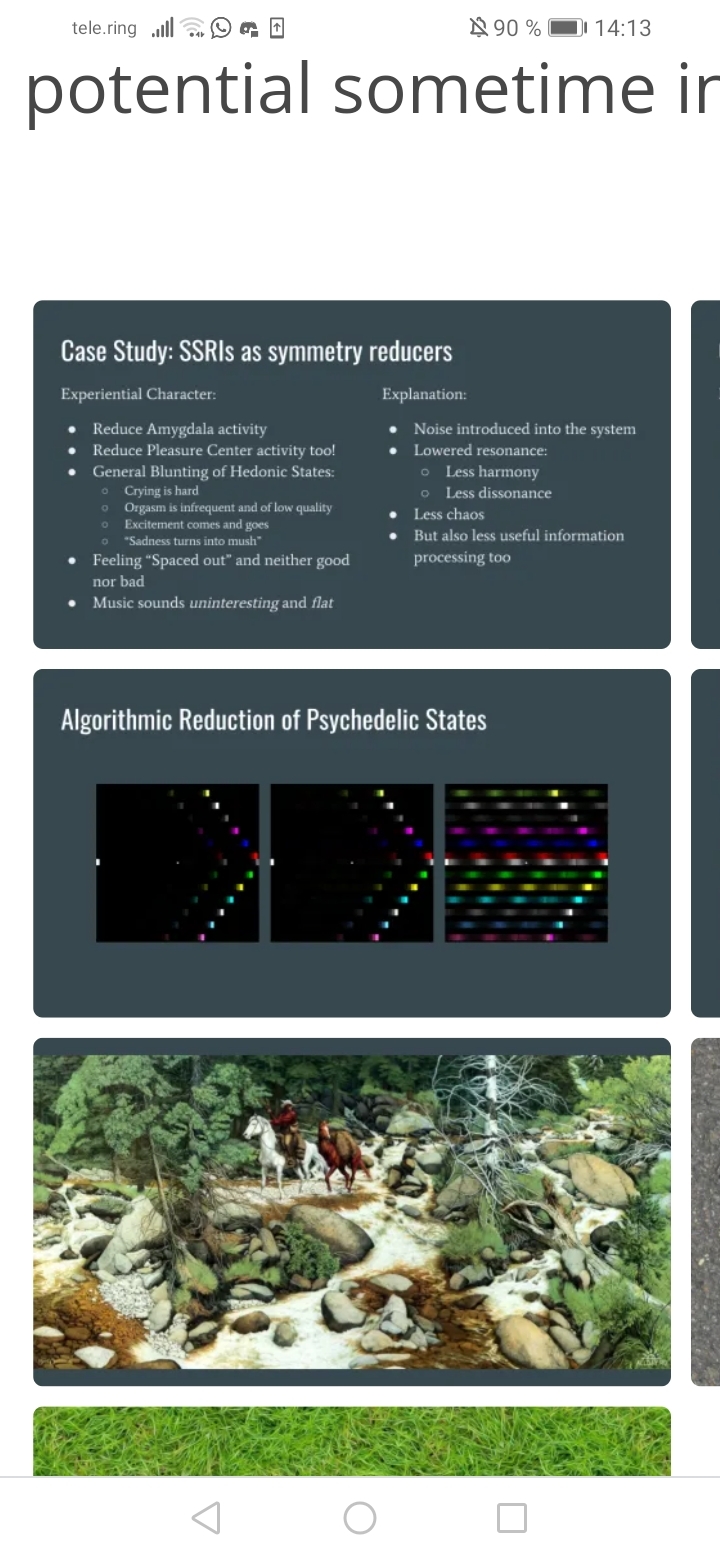 tele.ring
90 %
14:13
potential sometime in
Case Study: SSRIs as symmetry reducers
Experiential Character:
● Reduce Amygdala activity
● Reduce Pleasure Center activity too!
● General Blunting of Hedonic States:
○ Crying is hard
○ Orgasm is infrequent and of low quality
○ Excitement comes and goes
○ “Sadness turns into mush”
● Feeling “Spaced out” and neither good
nor bad
● Music sounds uninteresting and flat
Explanation:
● Noise introduced into the system
● Lowered resonance:
○ Less harmony
○ Less dissonance
● Less chaos
● But also less useful information
processing too
Algorithmic Reduction of Psychedelic States